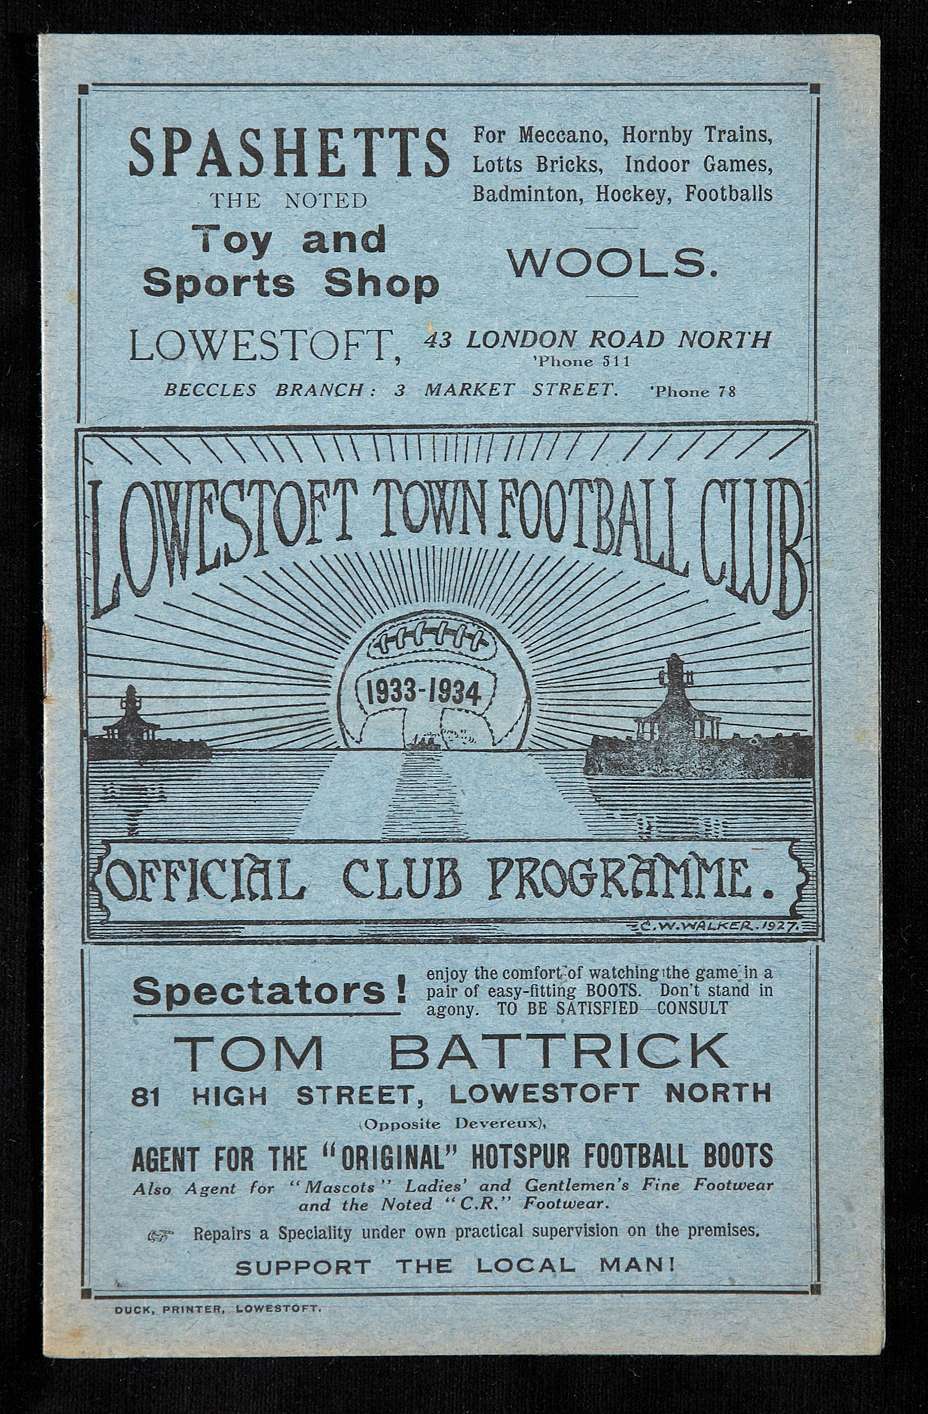 SPASHETTS
THE NOTED
Toy and
Sports Shop
For Meccano, Hornby Trains,
Lotts Bricks, Indoor Games,
Badminton, Hockey, Footballs
WOOLS.
LOWESTOFT, 43 LONDON ROAD NORTH
'Phone 511
BECCLES BRANCH: 3 MARKET STREET. 'Phone 78
LOWESTOFT TOWN FOOTBALL CLUB
1933-1934
OFFICIAL CLUB PROGRAMME.
C.W.WALKER.1927.
Spectators!
enjoy the comfort of watching the game in a
pair of easy-fitting BOOTS. Don't stand in
agony. TO BE SATISFIED CONSULT
TOM BATTRICK
81 HIGH STREET, LOWESTOFT NORTH
(Opposite Devereux),
AGENT FOR THE "ORIGINAL" HOTSPUR FOOTBALL BOOTS
Also Agent for "Mascots" Ladies' and Gentlemen's Fine Footwear
and the Noted "C.R." Footwear.
Repairs a Speciality under own practical supervision on the premises.
SUPPORT THE LOCAL MAN!
DUCK, PRINTER, LOWESTOFT.